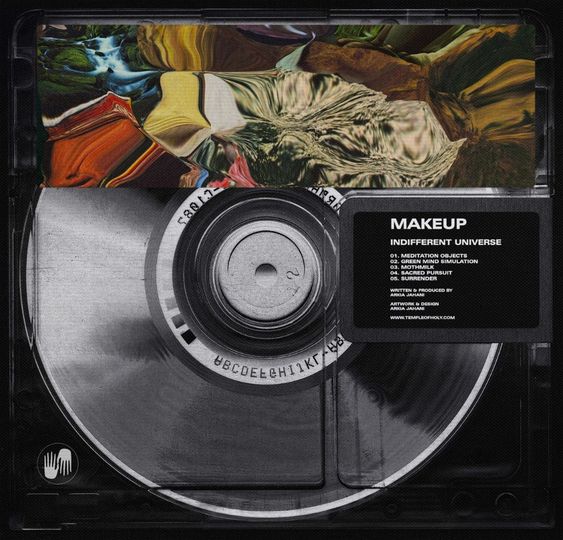 MAKEUP
INDIFFERENT UNIVERSE
01. MEDITATION OBJECTS
02. GREEN MIND SIMULATION
03. MOTHMILK
04. SACRED PURSUIT
05. SURRENDER
WRITTEN & PRODUCED BY
ARKIA JAHANI
ARTWORK & DESIGN
ARKIA JAHANI
WWW.TEMPLEOFHOLY.COM
2